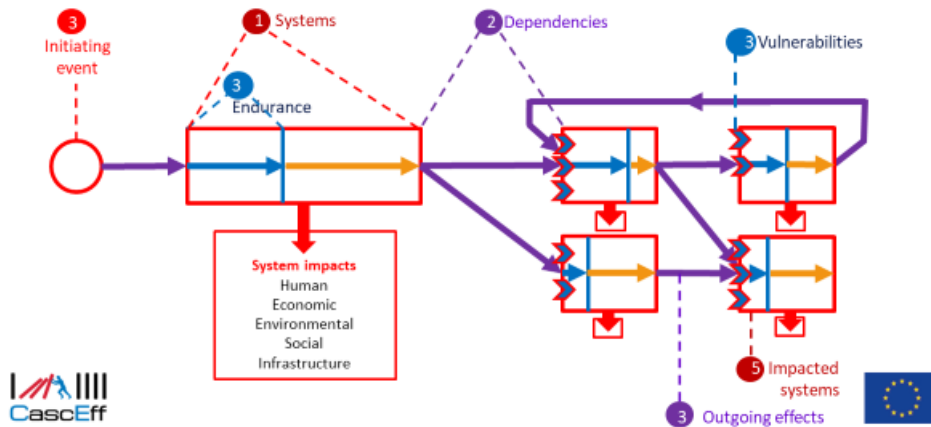 3
Initiating
event
1 Systems
3
Endurance
2 Dependencies
3 Vulnerabilities
System impacts
Human
Economic
Environmental
Social
Infrastructure
5 Impacted
systems
3 Outgoing effects
CascEff